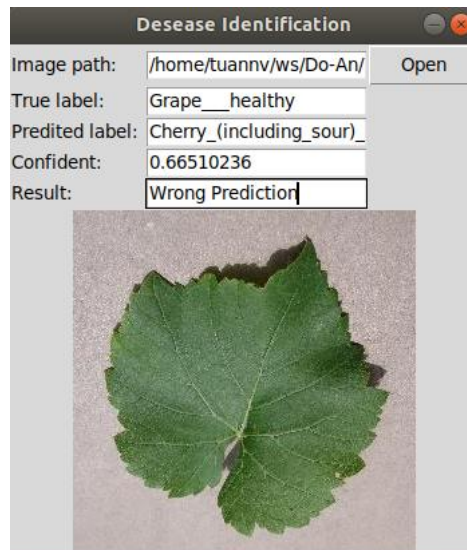 Desease Identification
Image path: /home/tuannv/ws/Do-An/ Open
True label: Grape___healthy
Predited label: Cherry_(including_sour)_
Confident: 0.66510236
Result: Wrong Prediction